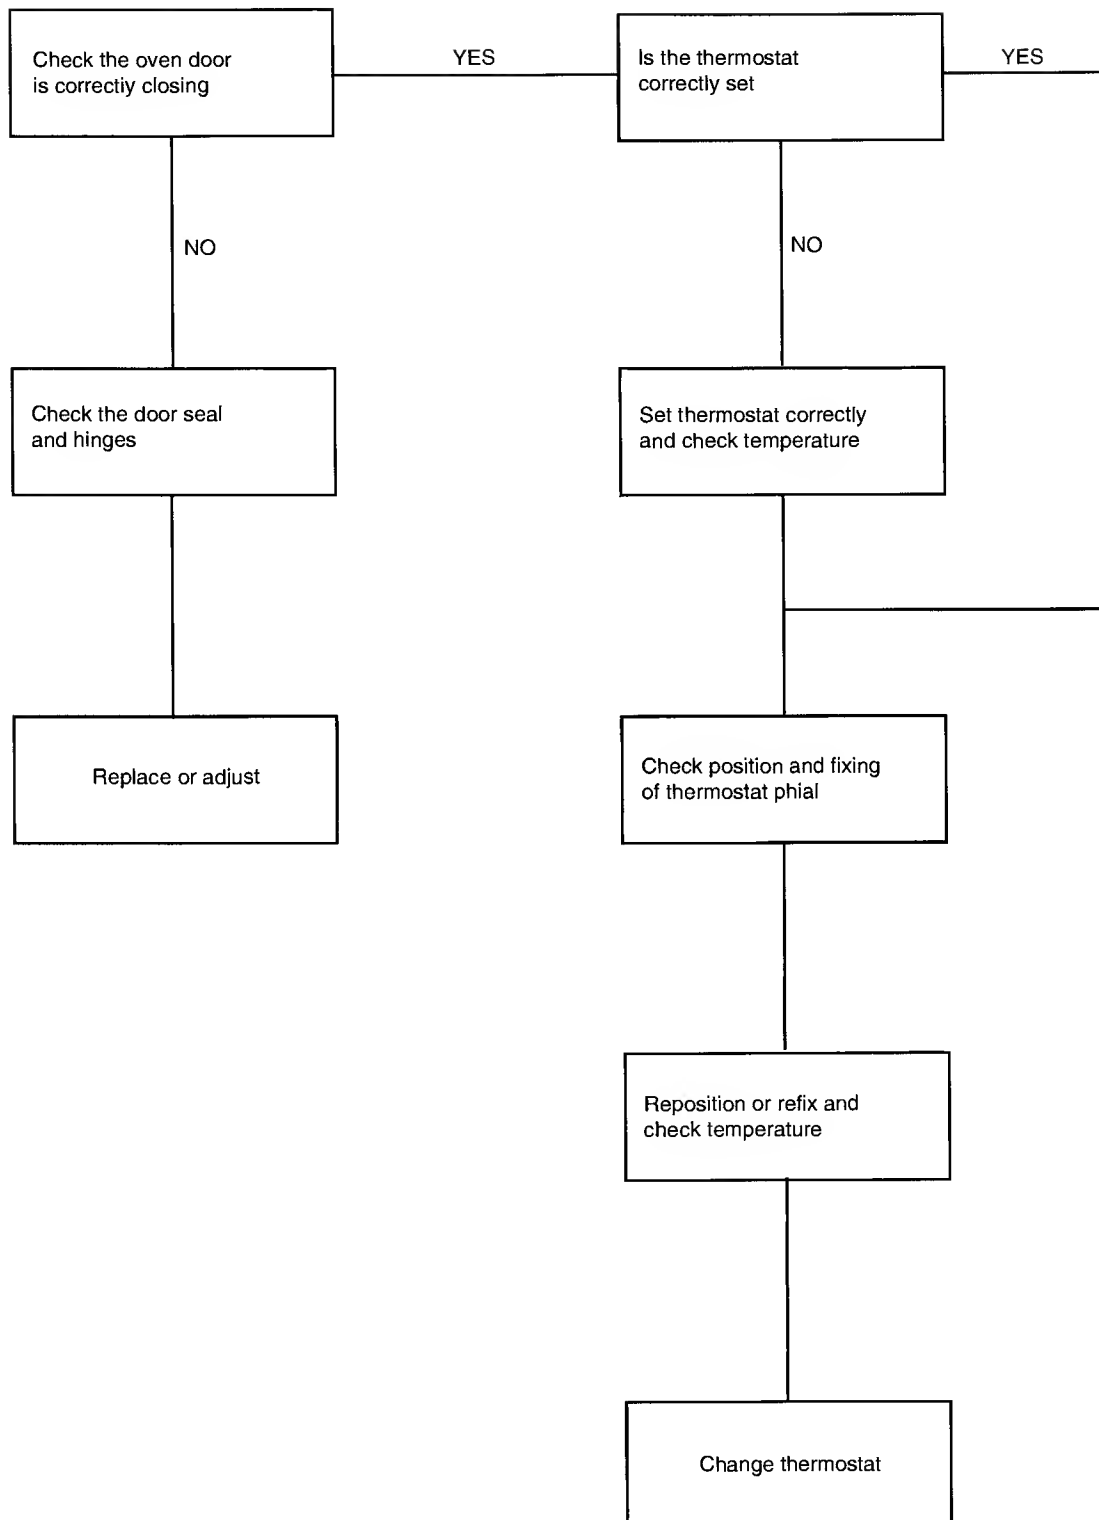 Check the oven door
is correctly closing
YES
Is the thermostat
correctly set
YES
NO
NO
Check the door seal
and hinges
Set thermostat correctly
and check temperature
Replace or adjust
Check position and fixing
of thermostat phial
Reposition or refix and
check temperature
Change thermostat